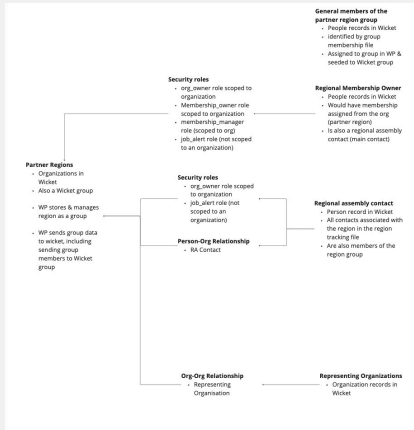 General members of the
partner region group
• People records in Wicket
• identified by group
membership file
• Assigned to group in WP &
seeded to Wicket group
Security roles
• org_owner role scoped to
organization
• Membership_owner role
scoped to organization
• membership_manager
role (scoped to org)
• job_alert role (not scoped
to an organization)
Regional Membership Owner
• People records in Wicket
• Would have membership
assigned from the org
(partner region)
• Is also a regional assembly
contact (main contact)
Partner Regions
• Organizations in
Wicket
• Also a Wicket group
• WP stores & manages
region as a group
• WP sends group data
to wicket, including
sending group
members to Wicket
group
Security roles
• org_owner role scoped
to organization
• job_alert role (not
scoped to an
organization)
Person-Org Relationship
• RA Contact
Regional assembly contact
• Person record in Wicket
• All contacts associated with
the region in the region
tracking file
• Are also members of the
region group
Org-Org Relationship
• Representing
Organisation
Representing Organizations
• Organization records in
Wicket